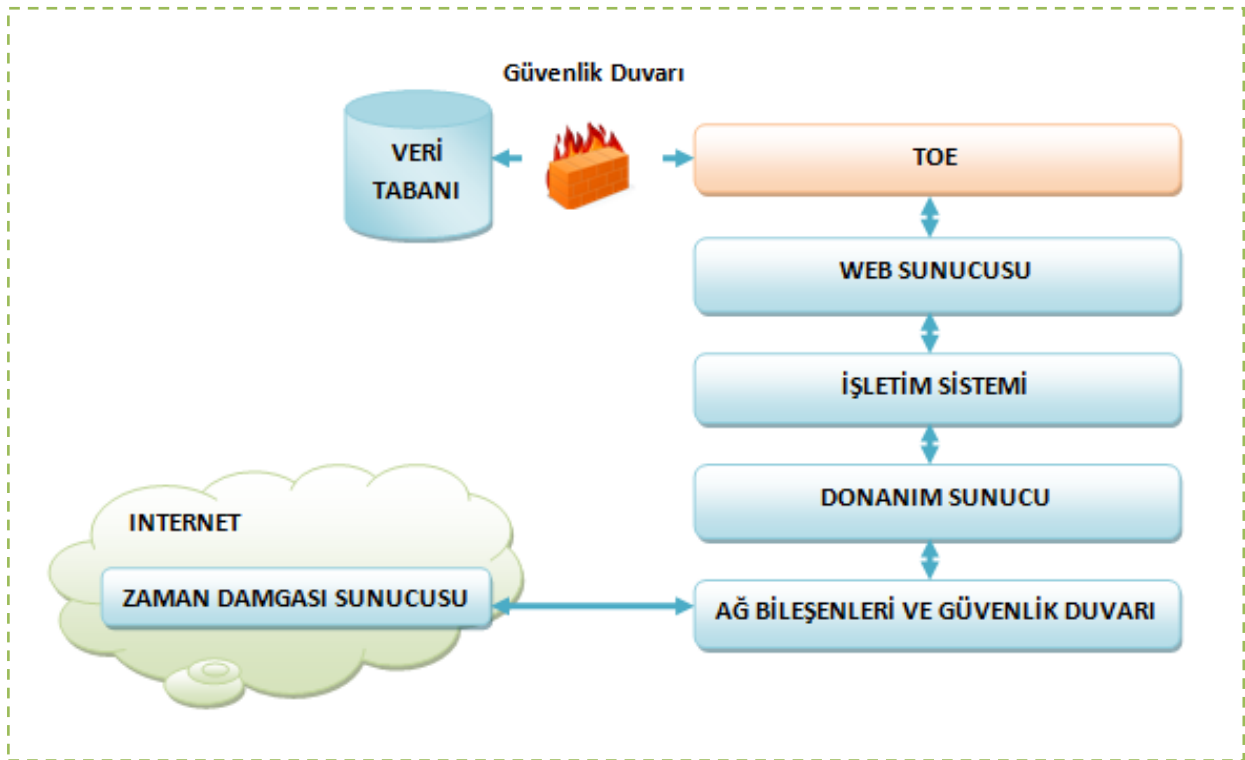 Güvenlik Duvarı
VERİ
TABANI
TOE
WEB SUNUCUSU
İŞLETİM SİSTEMİ
DONANIM SUNUCU
INTERNET
ZAMAN DAMGASI SUNUCUSU
AĞ BİLEŞENLERİ VE GÜVENLİK DUVARI